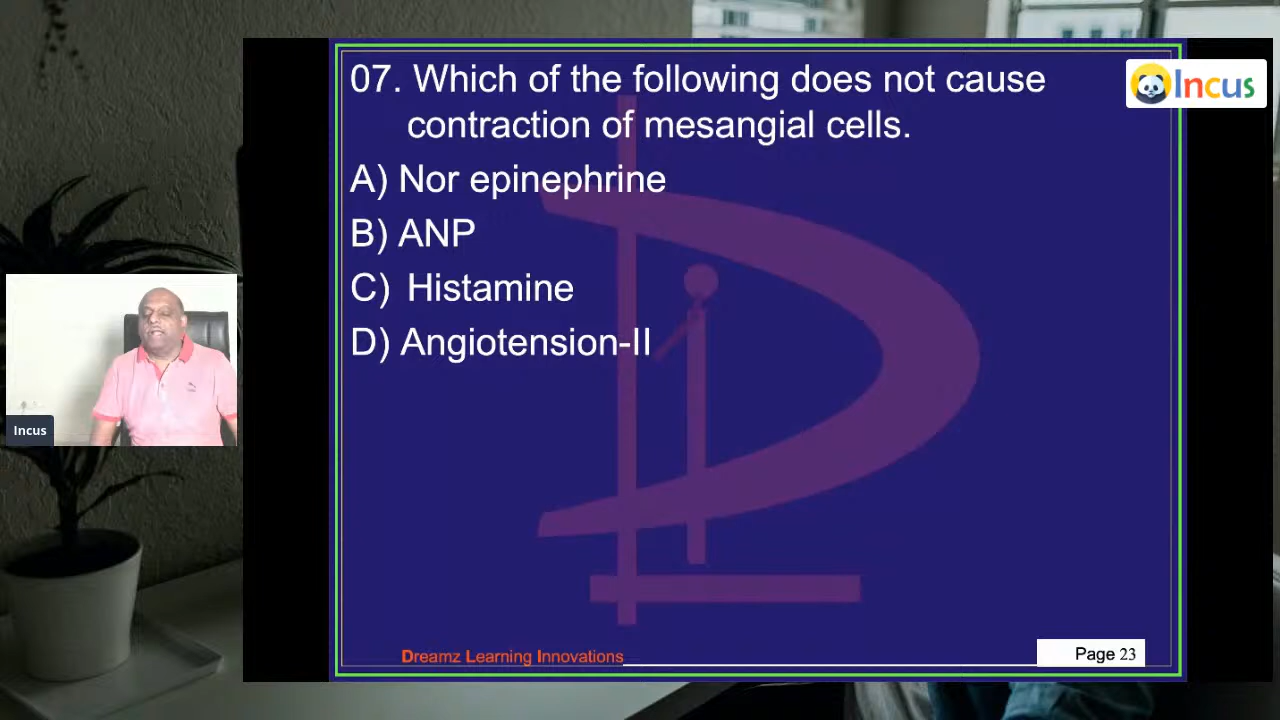 07. Which of the following does not cause
contraction of mesangial cells.
A) Nor epinephrine
B) ANP
C) Histamine
D) Angiotension-II
Dreamz Learning Innovations
Page 23
Incus
Incus